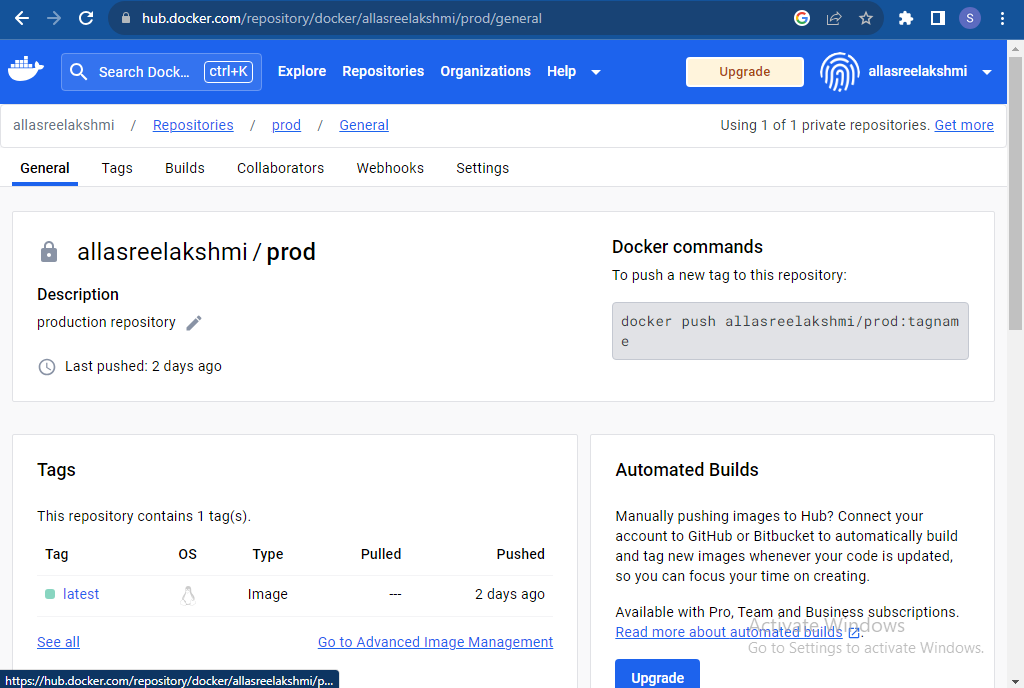 hub.docker.com/repository/docker/allasreelakshmi/prod/general
S
Search Dock... ctrl+K Explore Repositories Organizations Help Upgrade allasreelakshmi
allasreelakshmi / Repositories / prod / General Using 1 of 1 private repositories. Get more
General Tags Builds Collaborators Webhooks Settings
allasreelakshmi / prod
Description
production repository
Last pushed: 2 days ago
Docker commands
To push a new tag to this repository:
docker push allasreelakshmi/prod:tagnam
e
Tags
This repository contains 1 tag(s).
Tag OS Type Pulled Pushed
latest Image --- 2 days ago
See all Go to Advanced Image Management
Automated Builds
Manually pushing images to Hub? Connect your
account to GitHub or Bitbucket to automatically build
and tag new images whenever your code is updated,
so you can focus your time on creating.
Available with Pro, Team and Business subscriptions.
Read more about automated builds.
Upgrade
Activate Windows
Go to Settings to activate Windows.
https://hub.docker.com/repository/docker/allasreelakshmi/p...